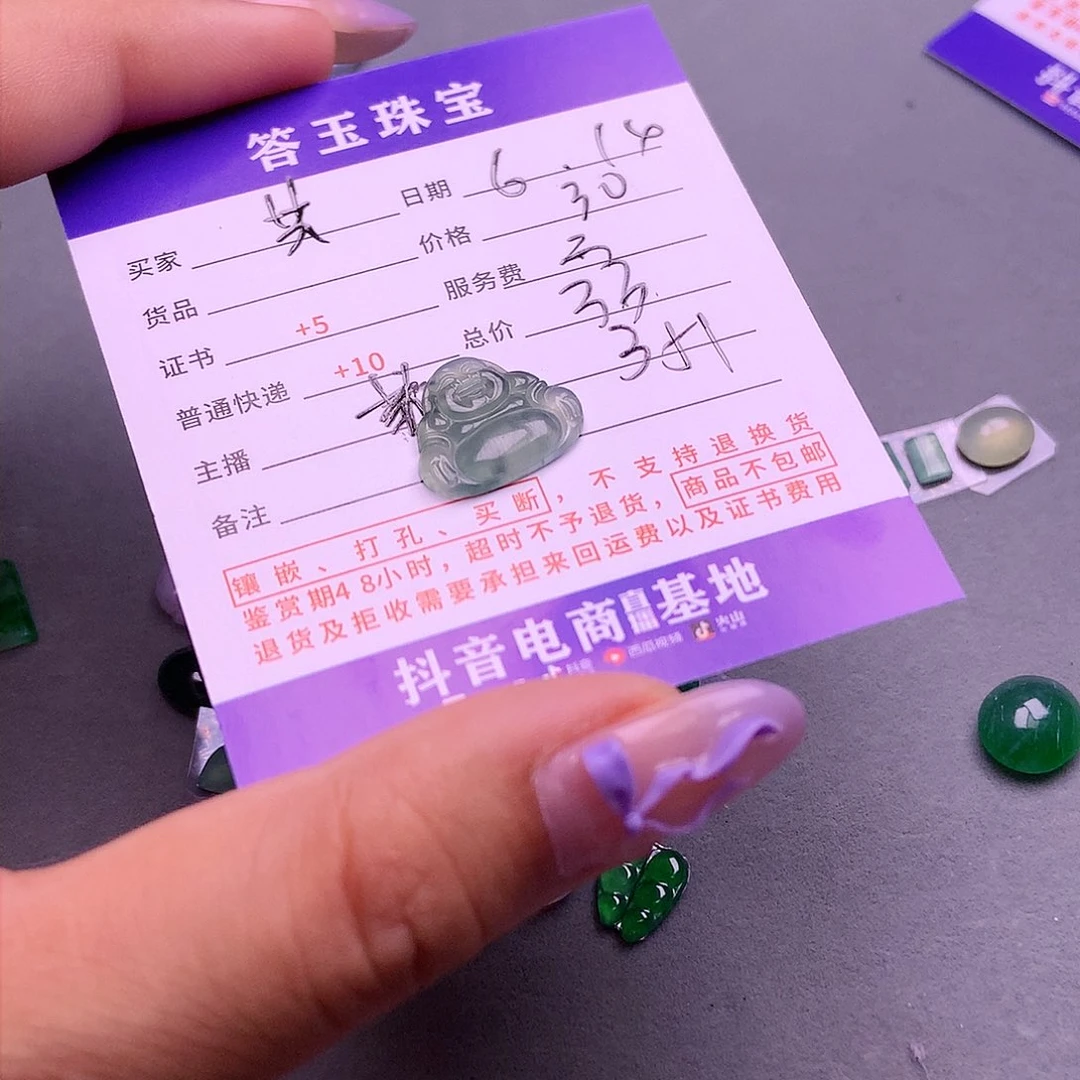 答玉珠宝
买家 日期 6.14
货品 价格 30
证书 +5 服务费 3
普通快递 +10 总价 33
主播
备注
镶嵌、打孔、买断，不支持退换货
鉴赏期48小时，超时不予退货，商品不包邮
退货及拒收需要承担来回运费以及证书费用
抖音电商直播基地
抖音 西瓜视频 火山